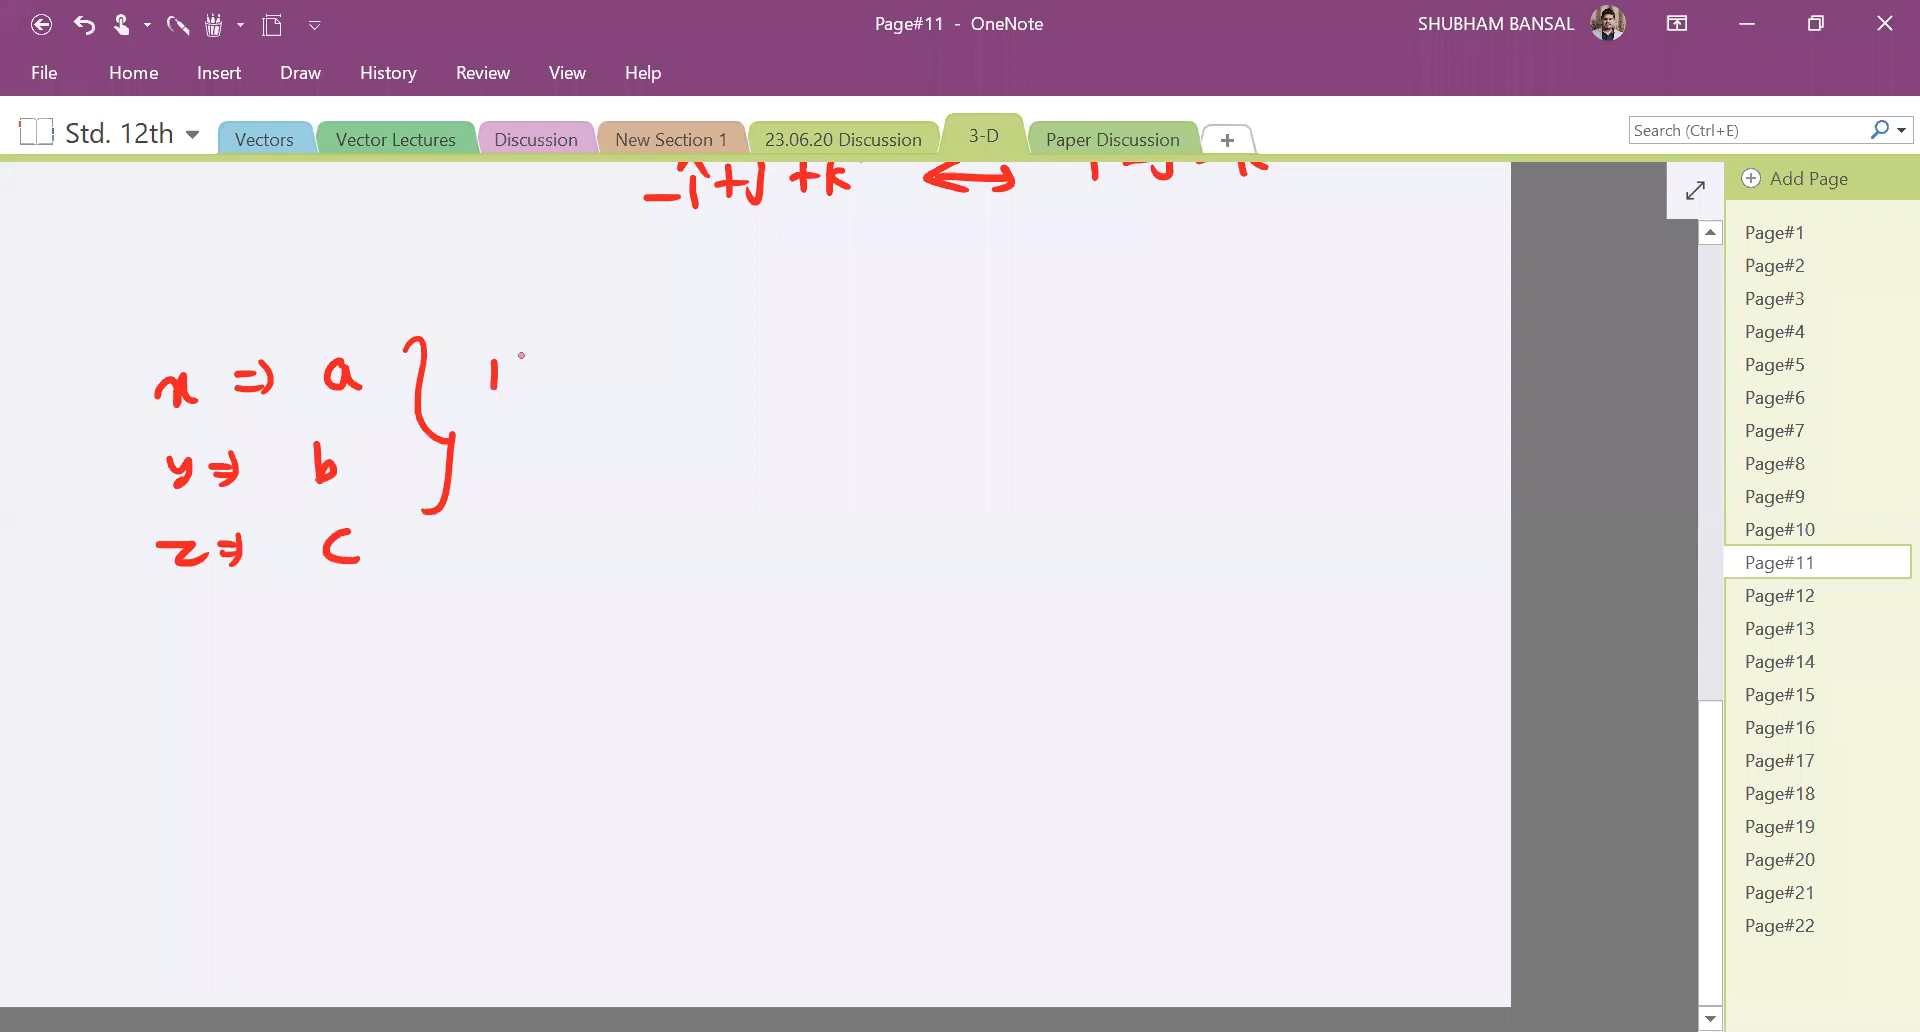 Page#11 - OneNote
SHUBHAM BANSAL
File Home Insert Draw History Review View Help
Std. 12th
Vectors
Vector Lectures
Discussion
New Section 1
23.06.20 Discussion
3-D
Paper Discussion
+
Search (Ctrl+E)
Add Page
-î+j+k ↔
x ⇒ a
y ⇒ b
z ⇒ c
} 1
Page#1
Page#2
Page#3
Page#4
Page#5
Page#6
Page#7
Page#8
Page#9
Page#10
Page#11
Page#12
Page#13
Page#14
Page#15
Page#16
Page#17
Page#18
Page#19
Page#20
Page#21
Page#22